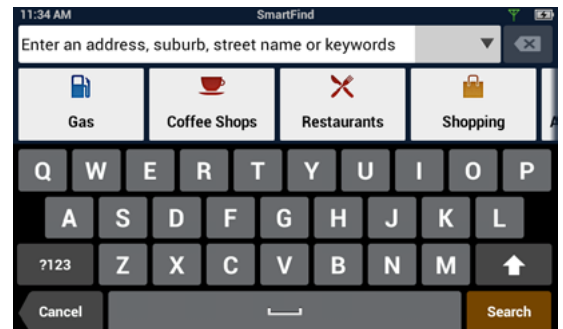 11:34 AM SmartFind
Enter an address, suburb, street name or keywords
Gas Coffee Shops Restaurants Shopping A
Q W E R T Y U I O P
A S D F G H J K L
?123 Z X C V B N M
Cancel Search